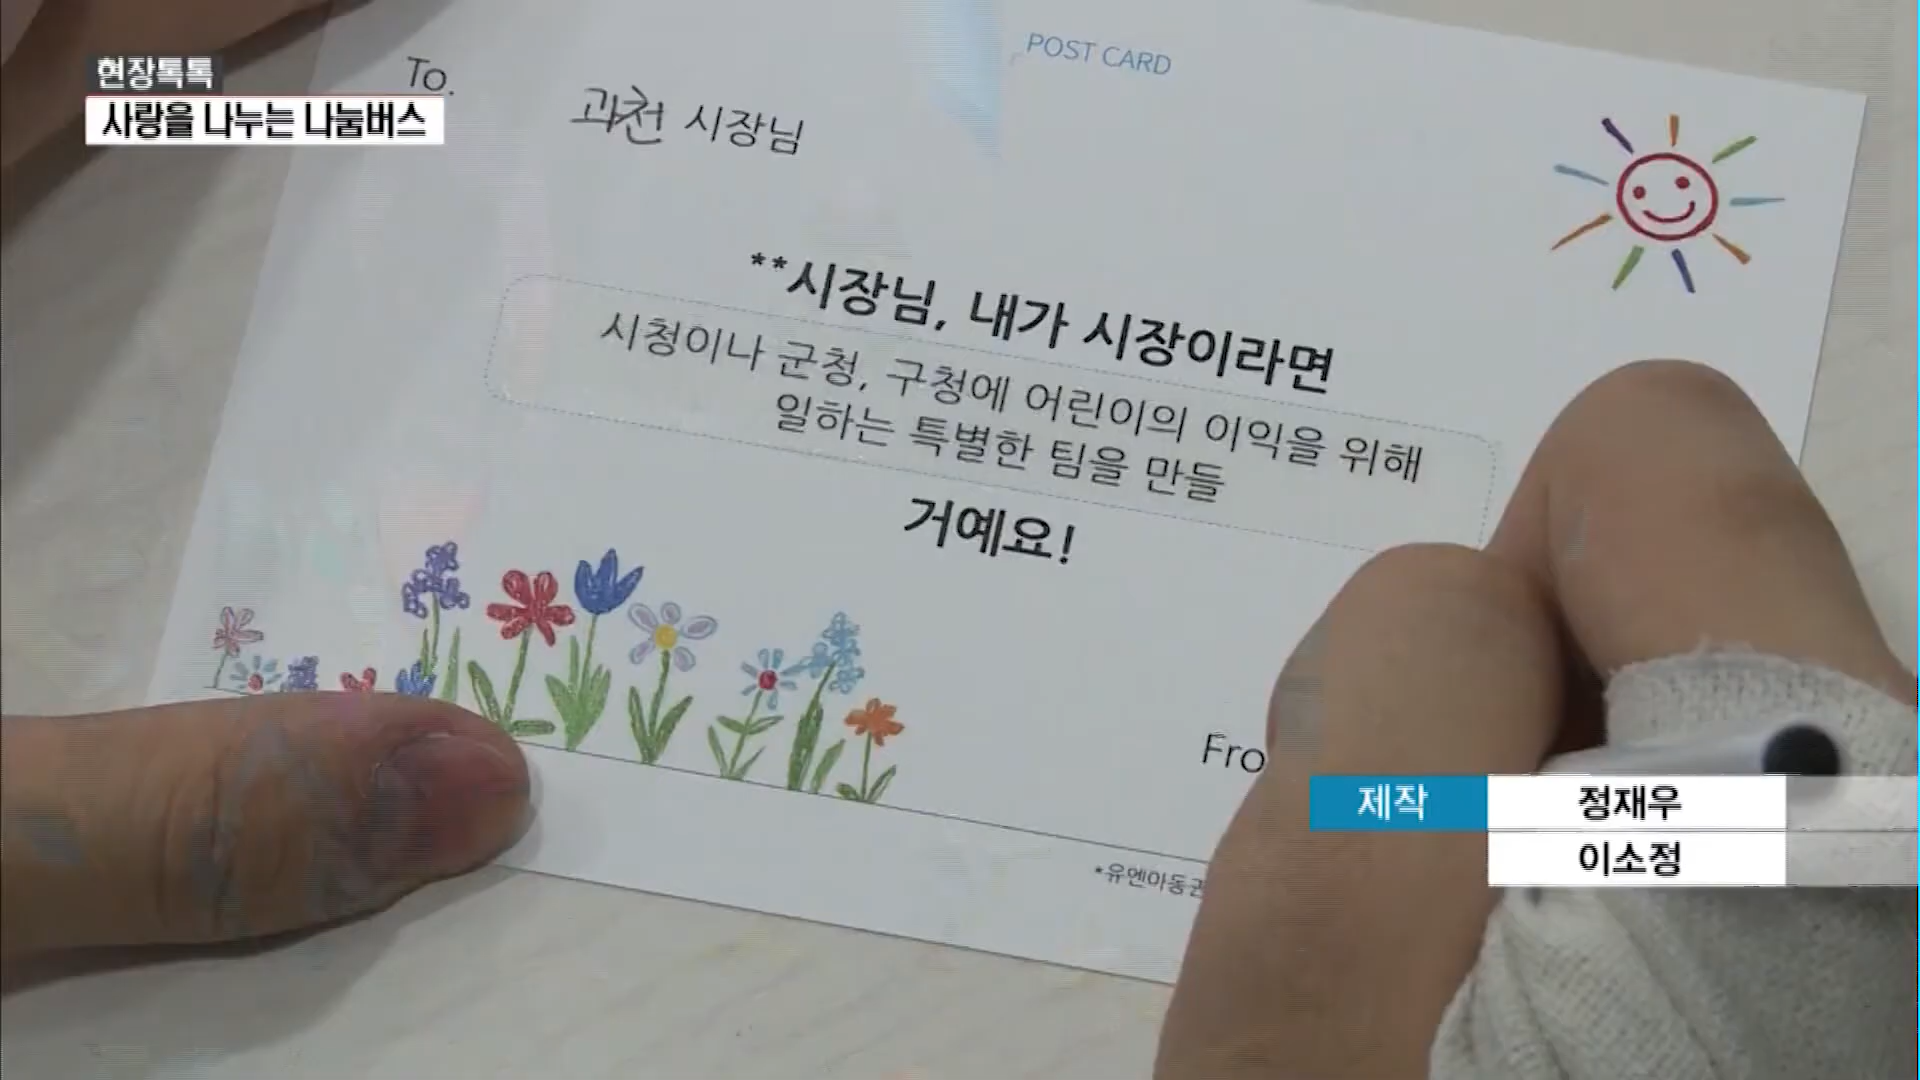 현장톡톡
사랑을 나누는 나눔버스
POST CARD
To.
과천 시장님
**시장님, 내가 시장이라면
시청이나 군청, 구청에 어린이의 이익을 위해
일하는 특별한 팀을 만들
거예요!
Fro
*유엔아동권
제작 정재우
이소정